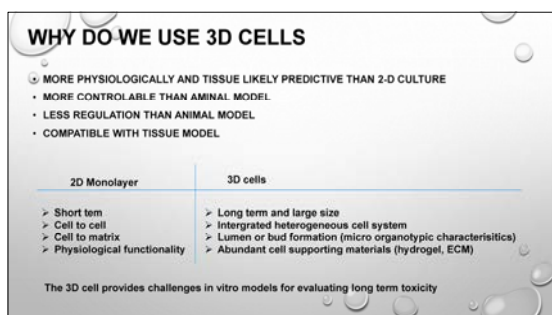 WHY DO WE USE 3D CELLS
MORE PHYSIOLOGICALLY AND TISSUE LIKELY PREDICTIVE THAN 2-D CULTURE
• MORE CONTROLABLE THAN AMINAL MODEL
• LESS REGULATION THAN ANIMAL MODEL
• COMPATIBLE WITH TISSUE MODEL
2D Monolayer
3D cells
➢ Short tem
➢ Cell to cell
➢ Cell to matrix
➢ Physiological functionality
➢ Long term and large size
➢ Intergrated heterogeneous cell system
➢ Lumen or bud formation (micro organotypic characterisitics)
➢ Abundant cell supporting materials (hydrogel, ECM)
The 3D cell provides challenges in vitro models for evaluating long term toxicity